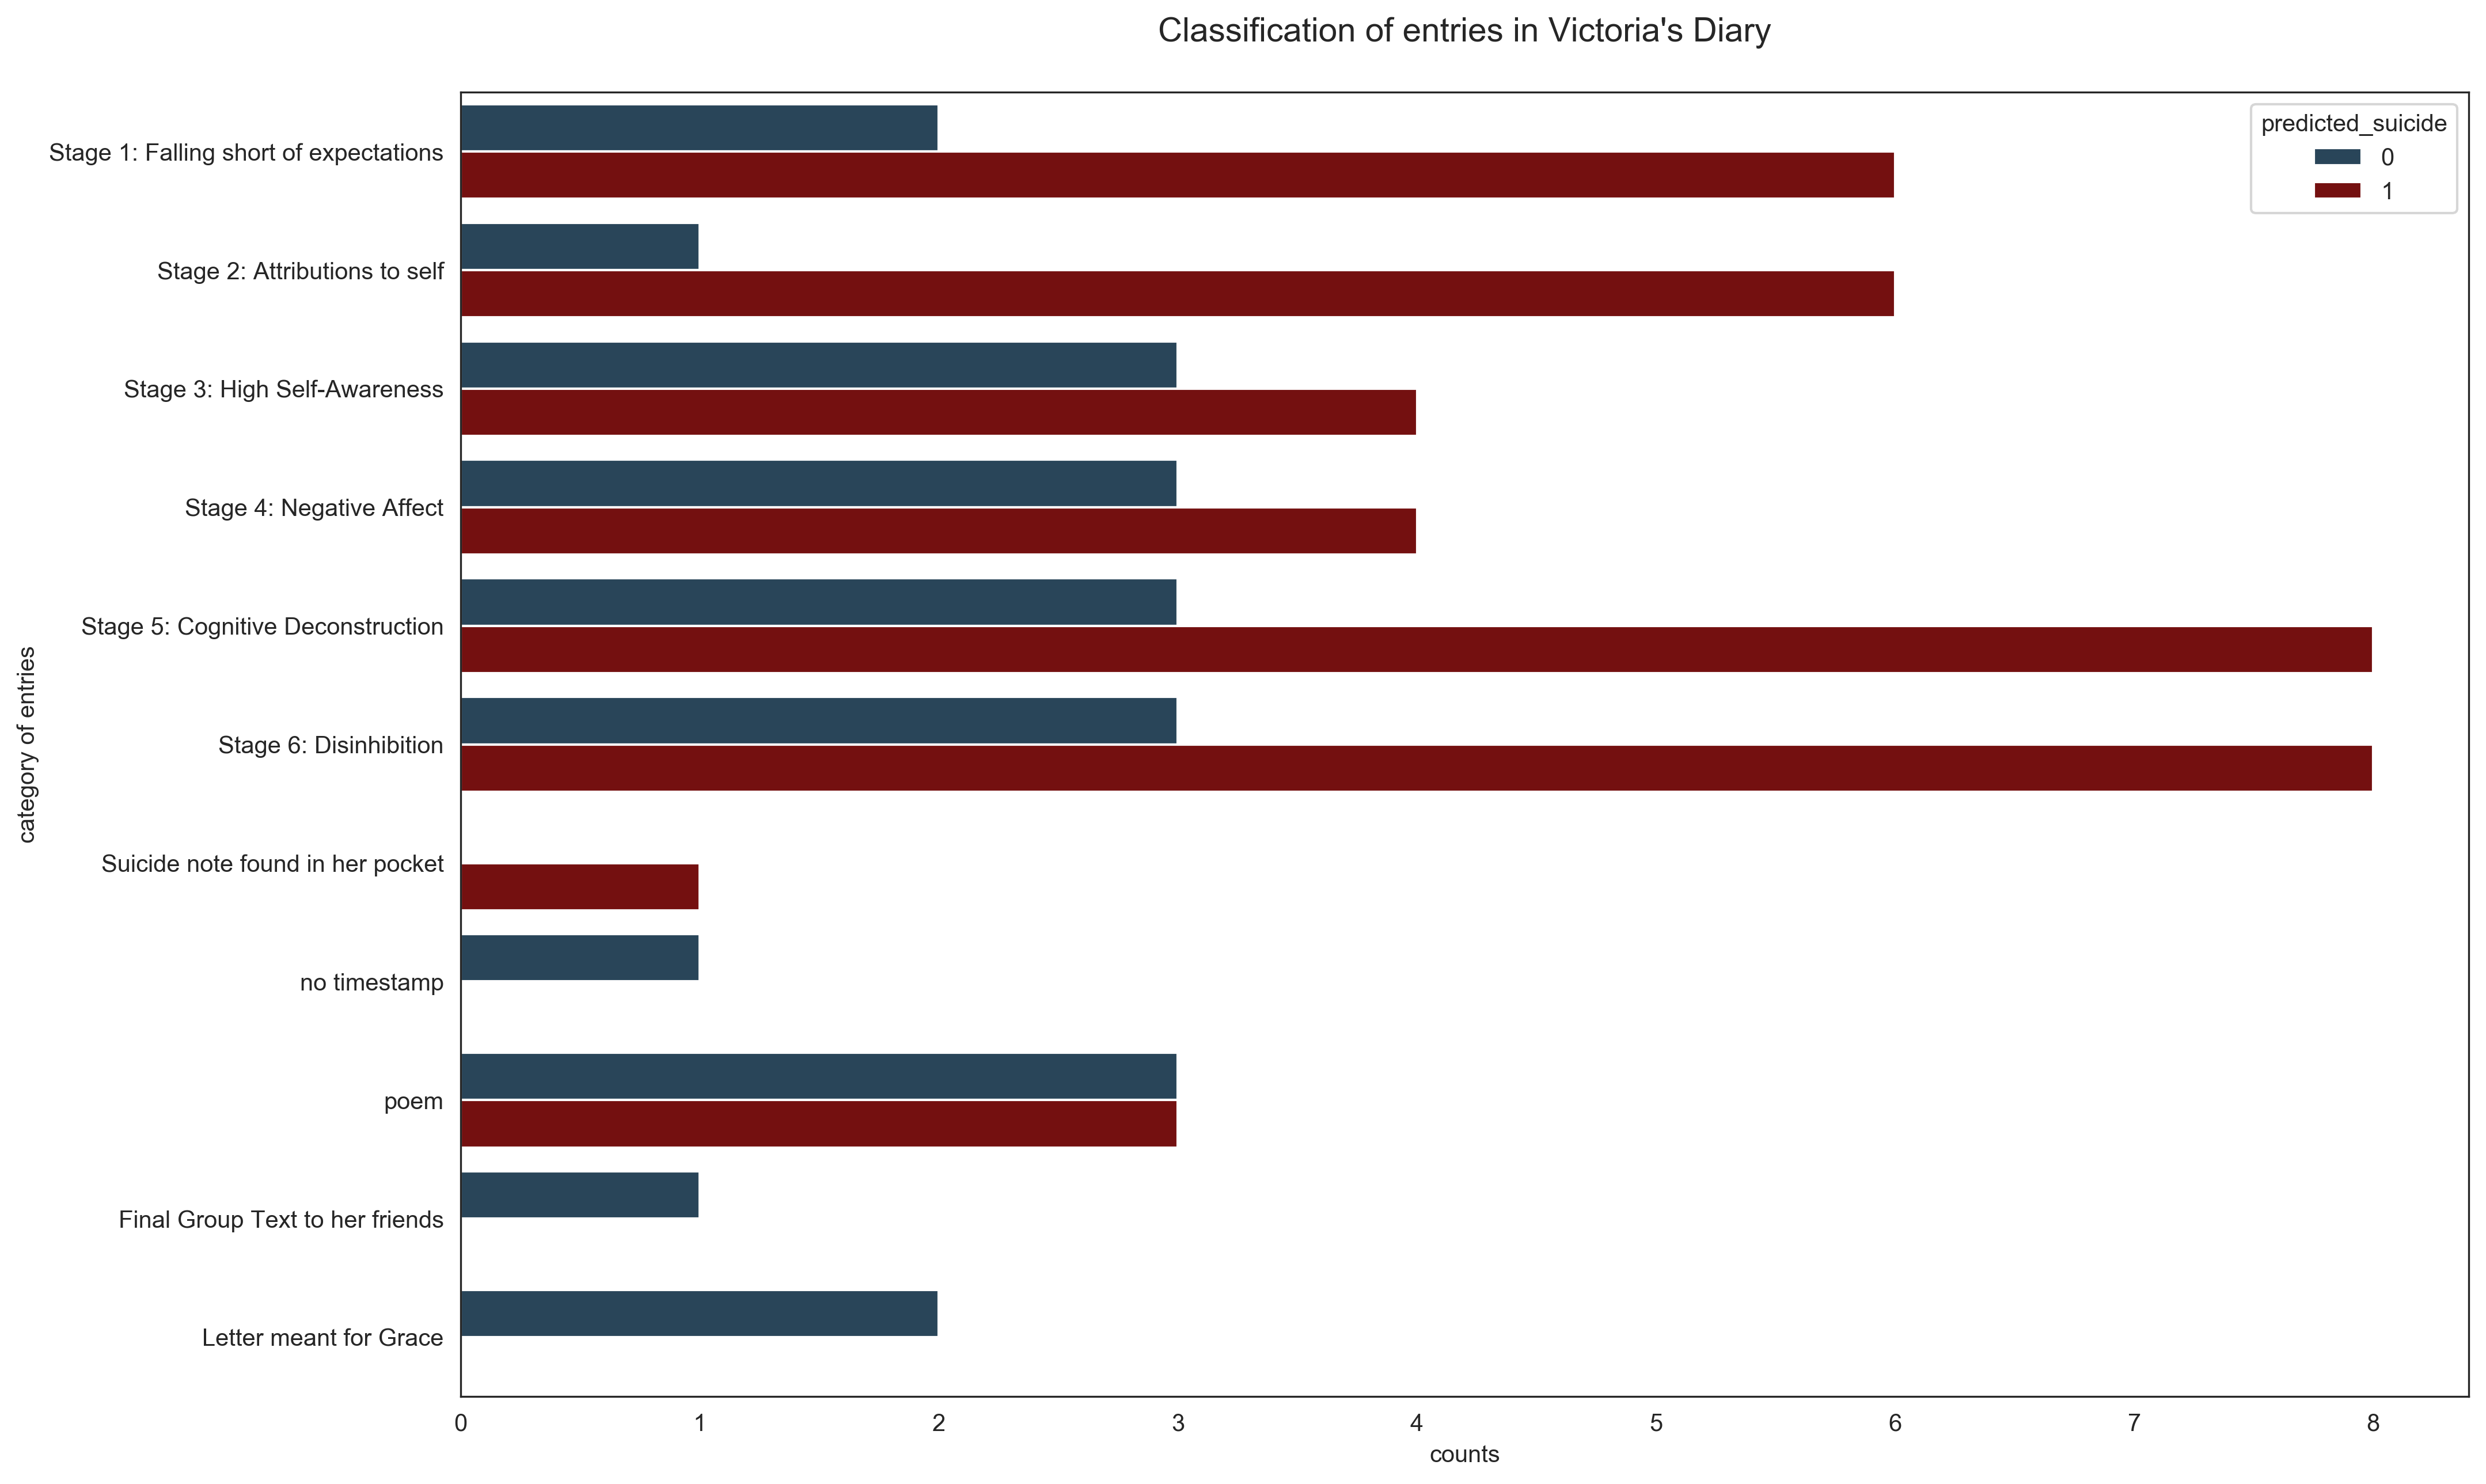 Classification of entries in Victoria's Diary
predicted_suicide
0
1
category of entries
Stage 1: Falling short of expectations
Stage 2: Attributions to self
Stage 3: High Self-Awareness
Stage 4: Negative Affect
Stage 5: Cognitive Deconstruction
Stage 6: Disinhibition
Suicide note found in her pocket
no timestamp
poem
Final Group Text to her friends
Letter meant for Grace
0 1 2 3 4 5 6 7 8
counts